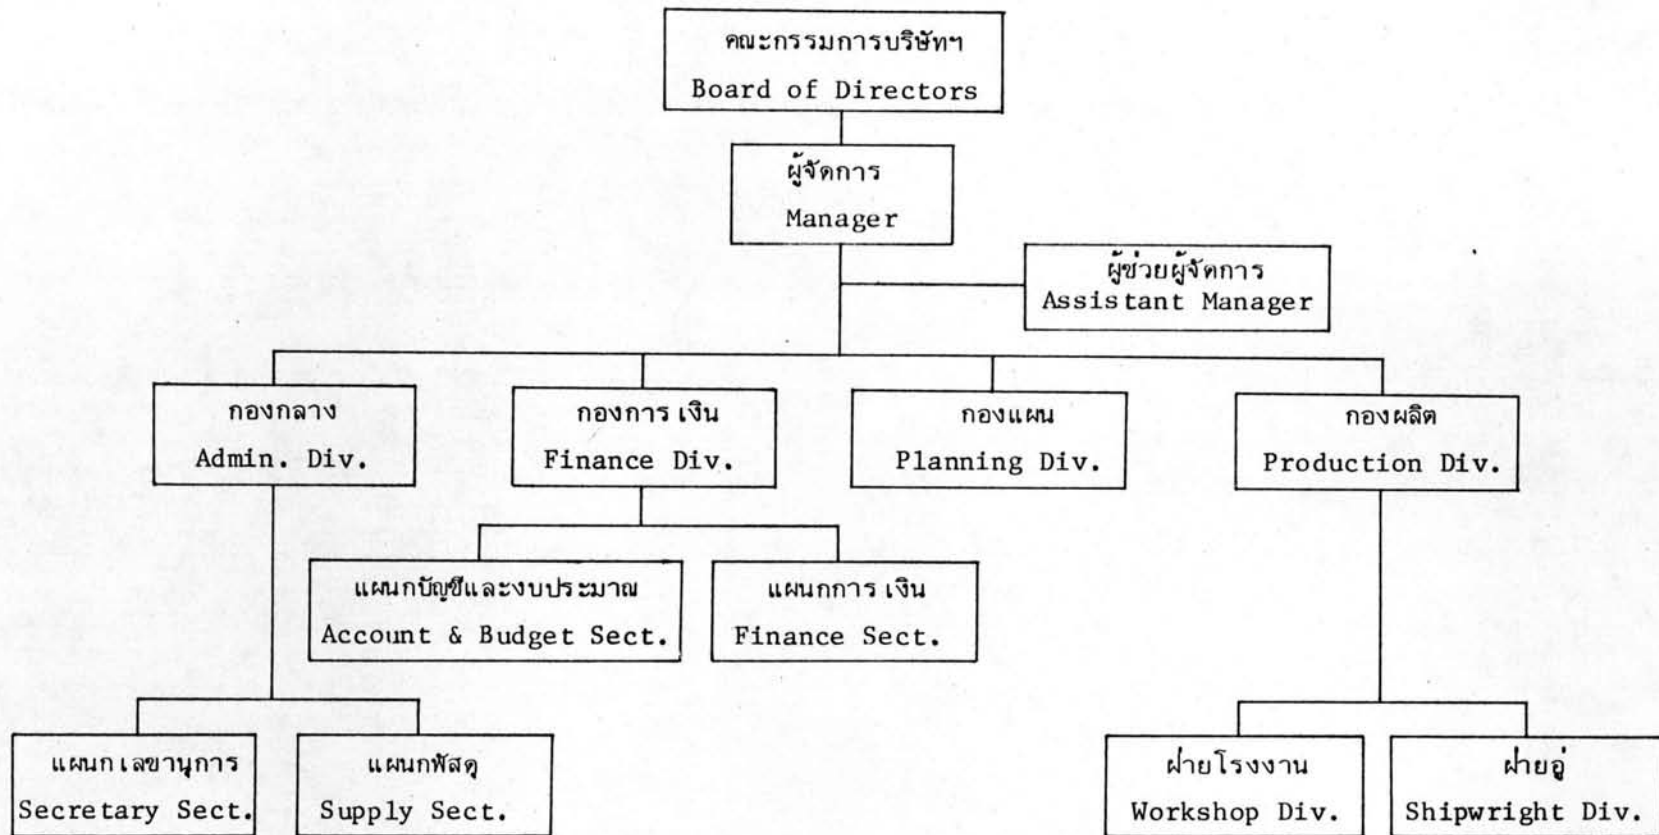 คณะกรรมการบริษัทฯ
Board of Directors
ผู้จัดการ
Manager
ผู้ช่วยผู้จัดการ
Assistant Manager
กองกลาง
Admin. Div.
กองการเงิน
Finance Div.
กองแผน
Planning Div.
กองผลิต
Production Div.
แผนกบัญชีและงบประมาณ
Account & Budget Sect.
แผนกการเงิน
Finance Sect.
แผนกเลขานุการ
Secretary Sect.
แผนกพัสดุ
Supply Sect.
ฝ่ายโรงงาน
Workshop Div.
ฝ่ายอู่
Shipwright Div.